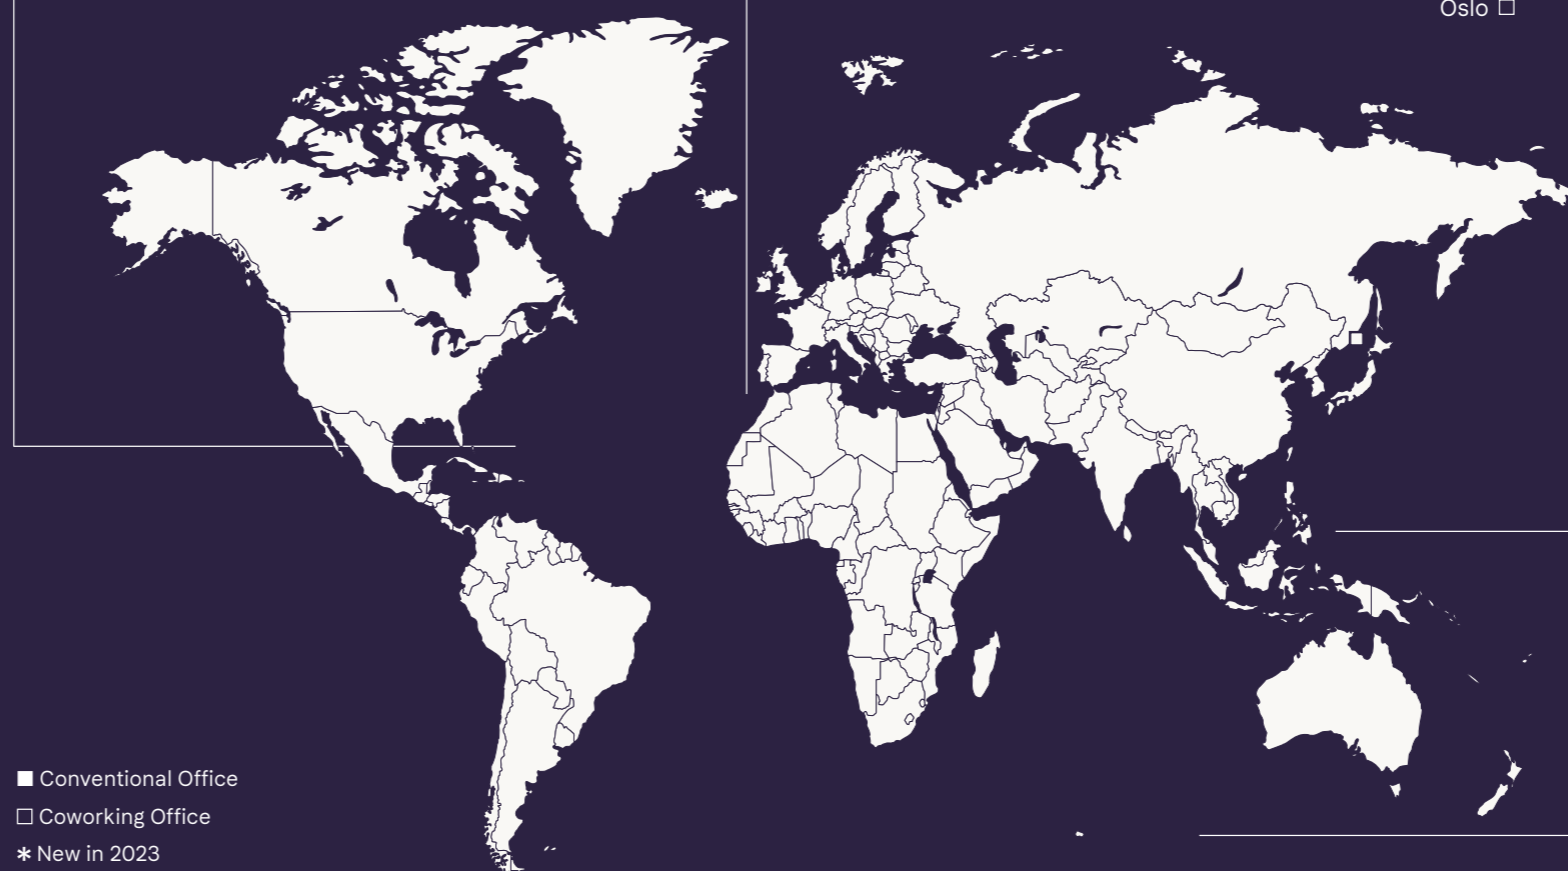 Oslo □
■ Conventional Office
□ Coworking Office
* New in 2023